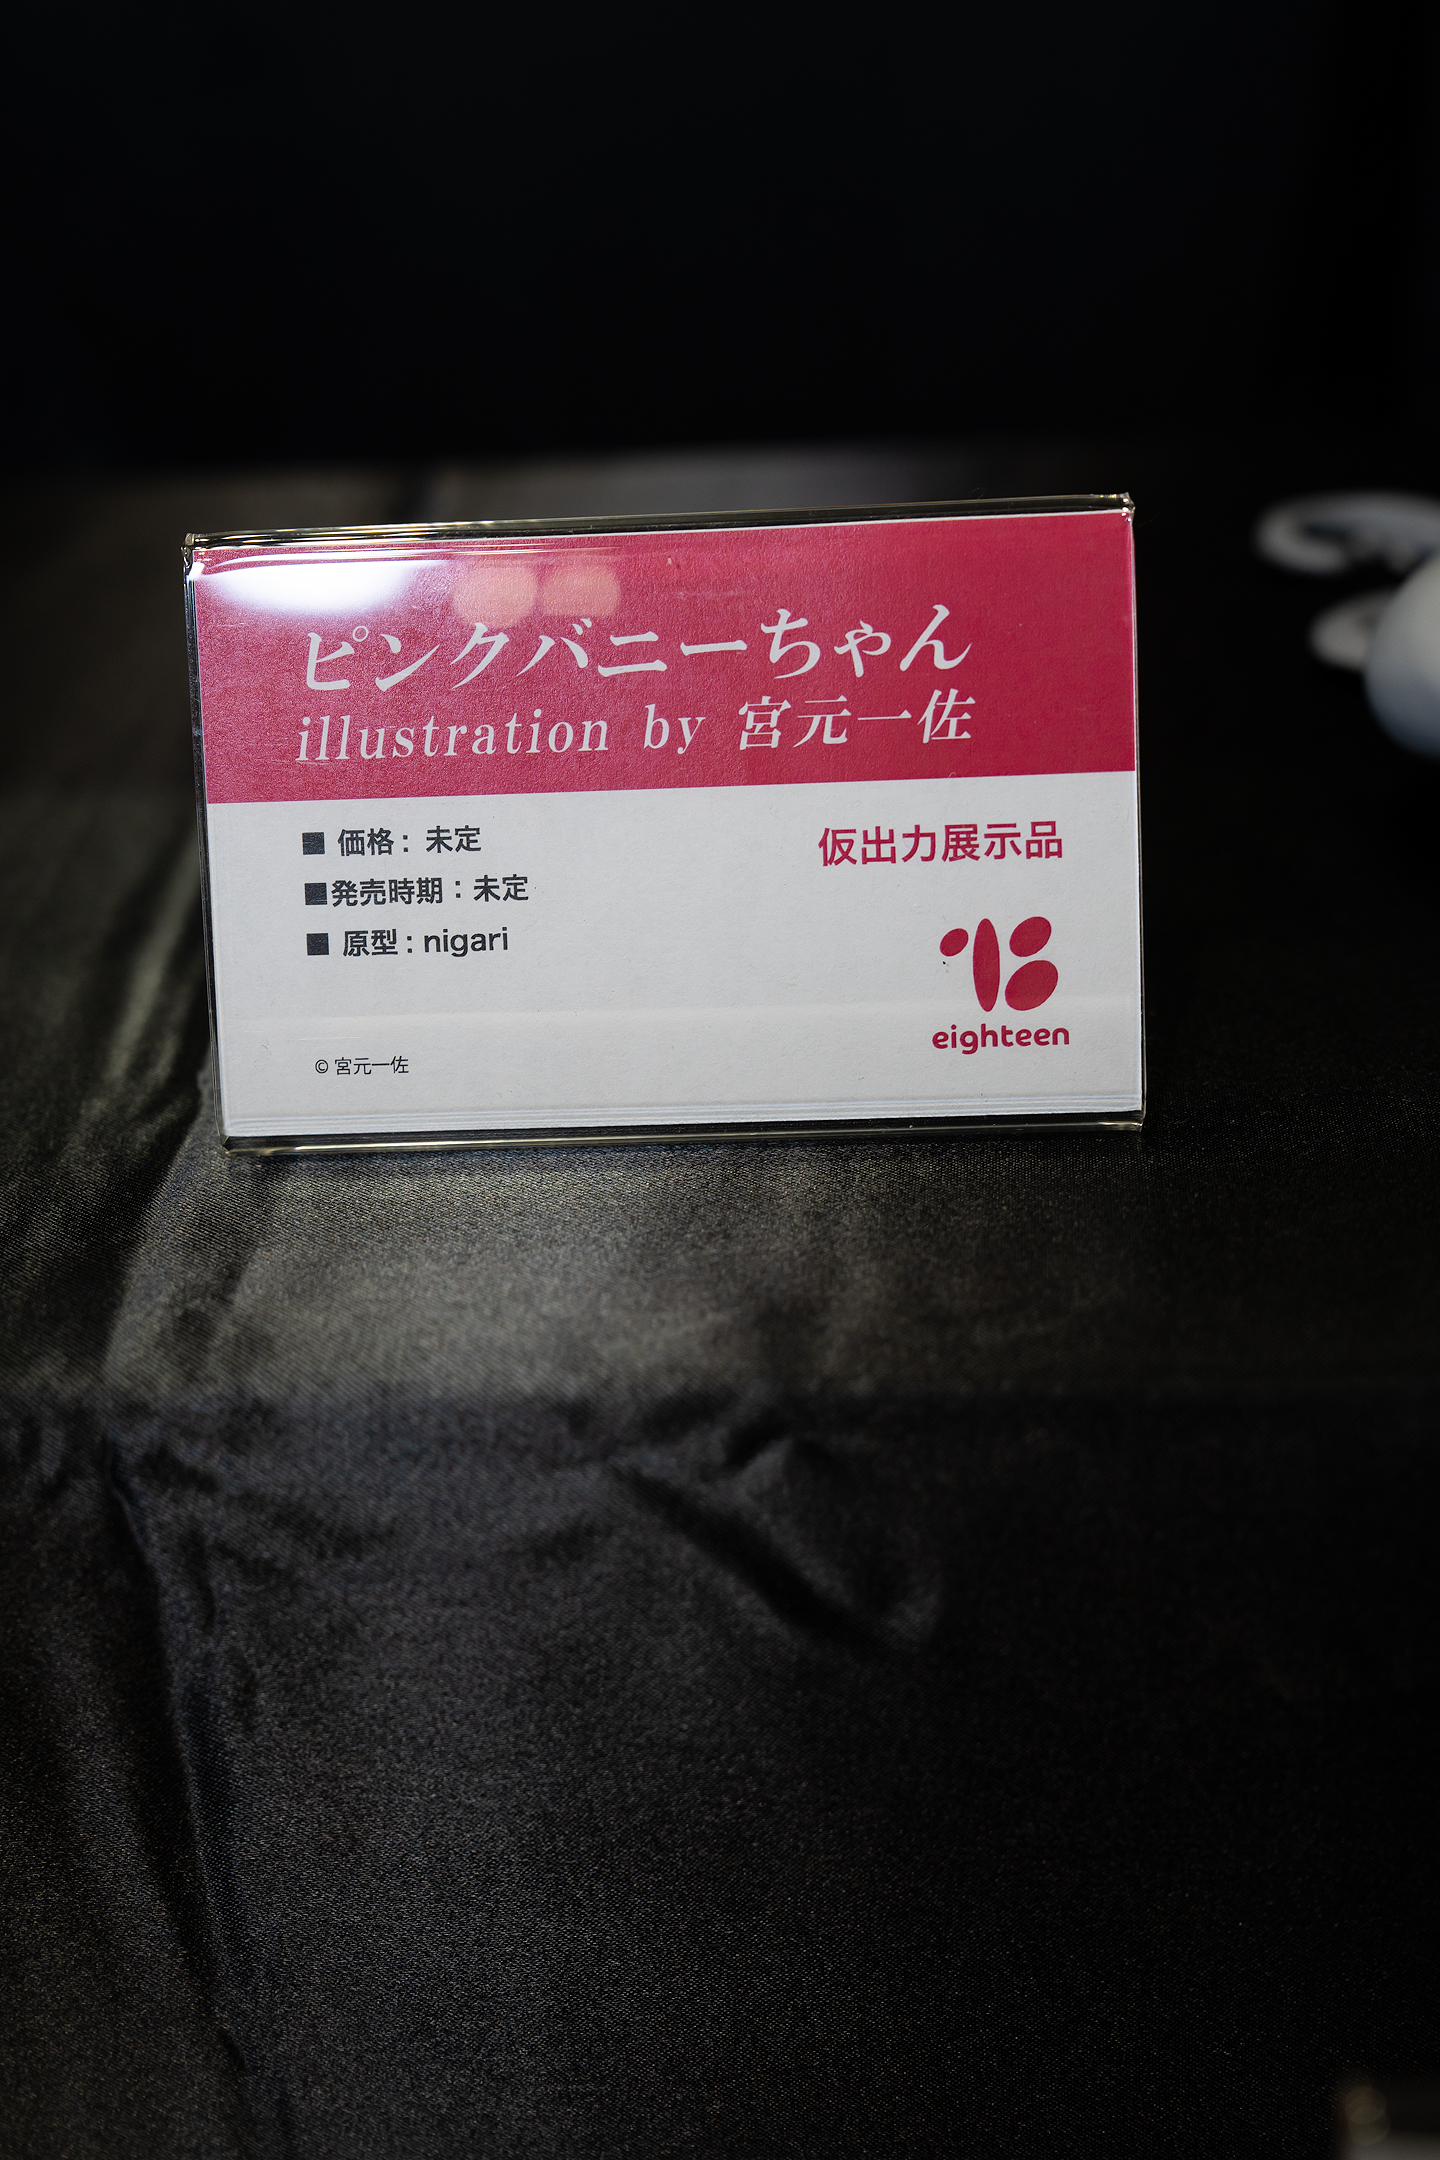 ピンクバニーちゃん
illustration by 宮元一佐
■ 価格 : 未定
■発売時期：未定
■ 原型 : nigari
仮出力展示品
eighteen
© 宮元一佐